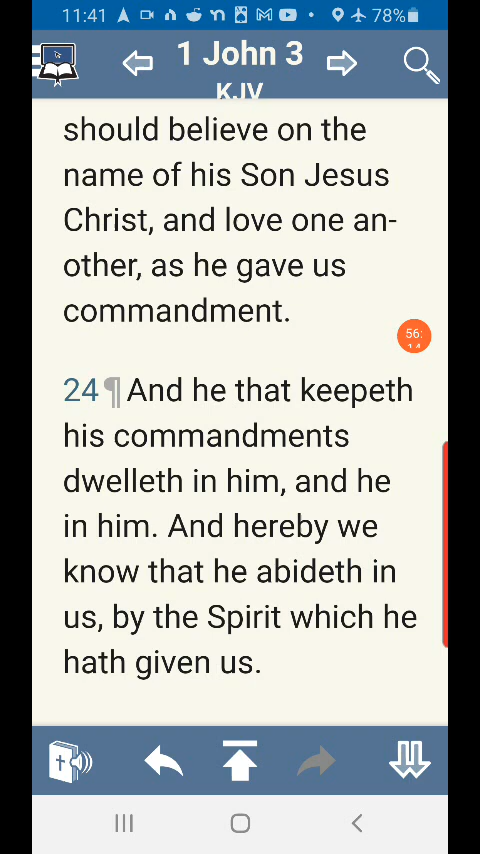 11:41 78%
1 John 3
KJV
should believe on the
name of his Son Jesus
Christ, and love one an-
other, as he gave us
commandment.
56:
14
24 ¶ And he that keepeth
his commandments
dwelleth in him, and he
in him. And hereby we
know that he abideth in
us, by the Spirit which he
hath given us.